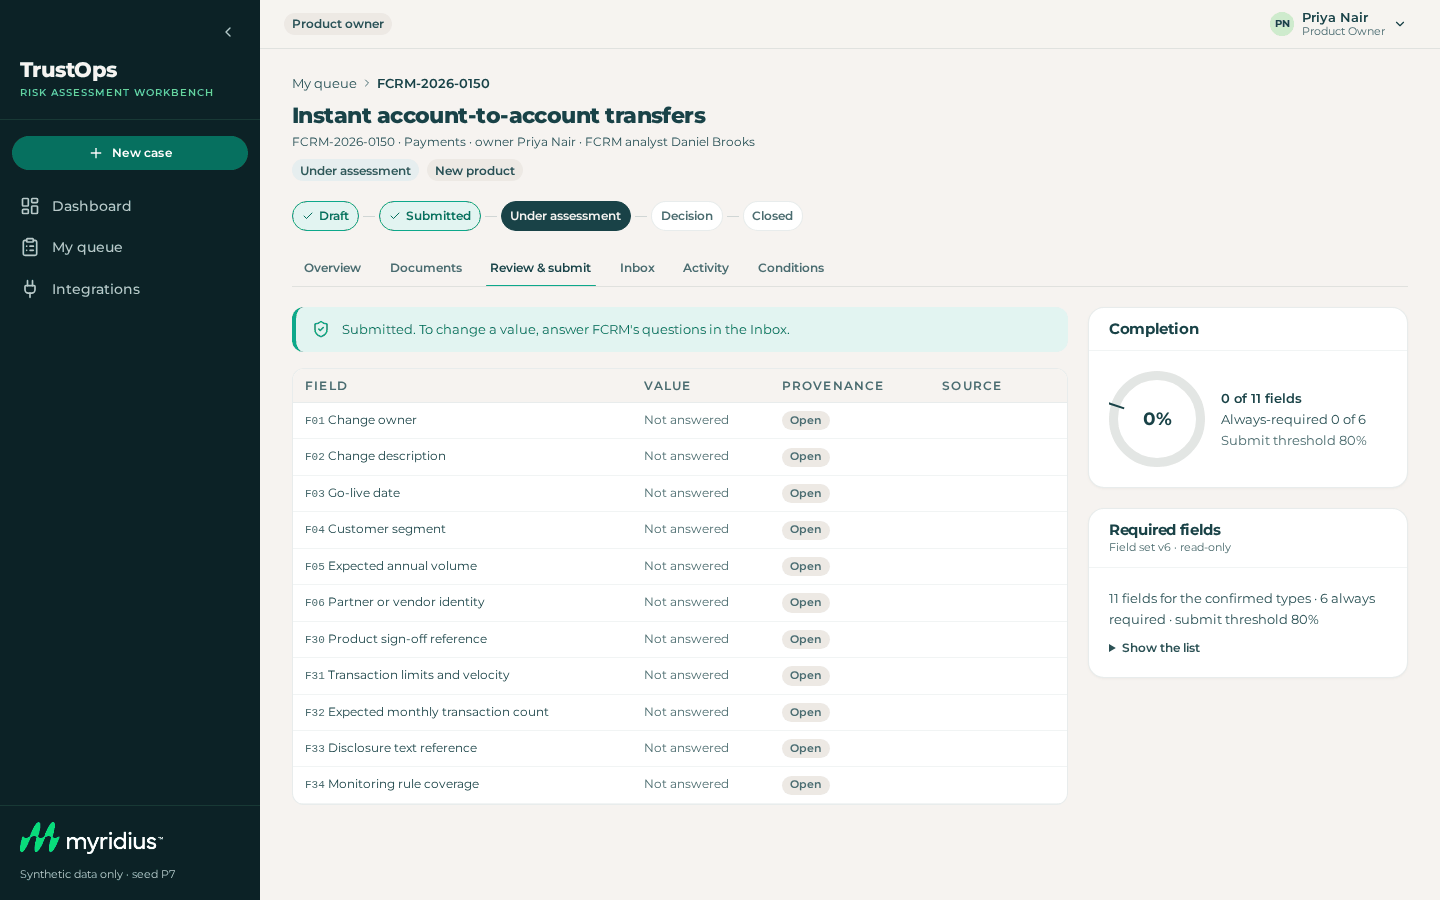 TrustOps
RISK ASSESSMENT WORKBENCH
New case
Dashboard
My queue
Integrations
myridius™
Synthetic data only · seed P7
Product owner
PN
Priya Nair
Product Owner
My queue > FCRM-2026-0150
Instant account-to-account transfers
FCRM-2026-0150 · Payments · owner Priya Nair · FCRM analyst Daniel Brooks
Under assessment New product
Draft Submitted Under assessment Decision Closed
Overview Documents Review & submit Inbox Activity Conditions
Submitted. To change a value, answer FCRM's questions in the Inbox.
FIELD VALUE PROVENANCE SOURCE
F01 Change owner Not answered Open
F02 Change description Not answered Open
F03 Go-live date Not answered Open
F04 Customer segment Not answered Open
F05 Expected annual volume Not answered Open
F06 Partner or vendor identity Not answered Open
F30 Product sign-off reference Not answered Open
F31 Transaction limits and velocity Not answered Open
F32 Expected monthly transaction count Not answered Open
F33 Disclosure text reference Not answered Open
F34 Monitoring rule coverage Not answered Open
Completion
0%
0 of 11 fields
Always-required 0 of 6
Submit threshold 80%
Required fields
Field set v6 · read-only
11 fields for the confirmed types · 6 always
required · submit threshold 80%
Show the list